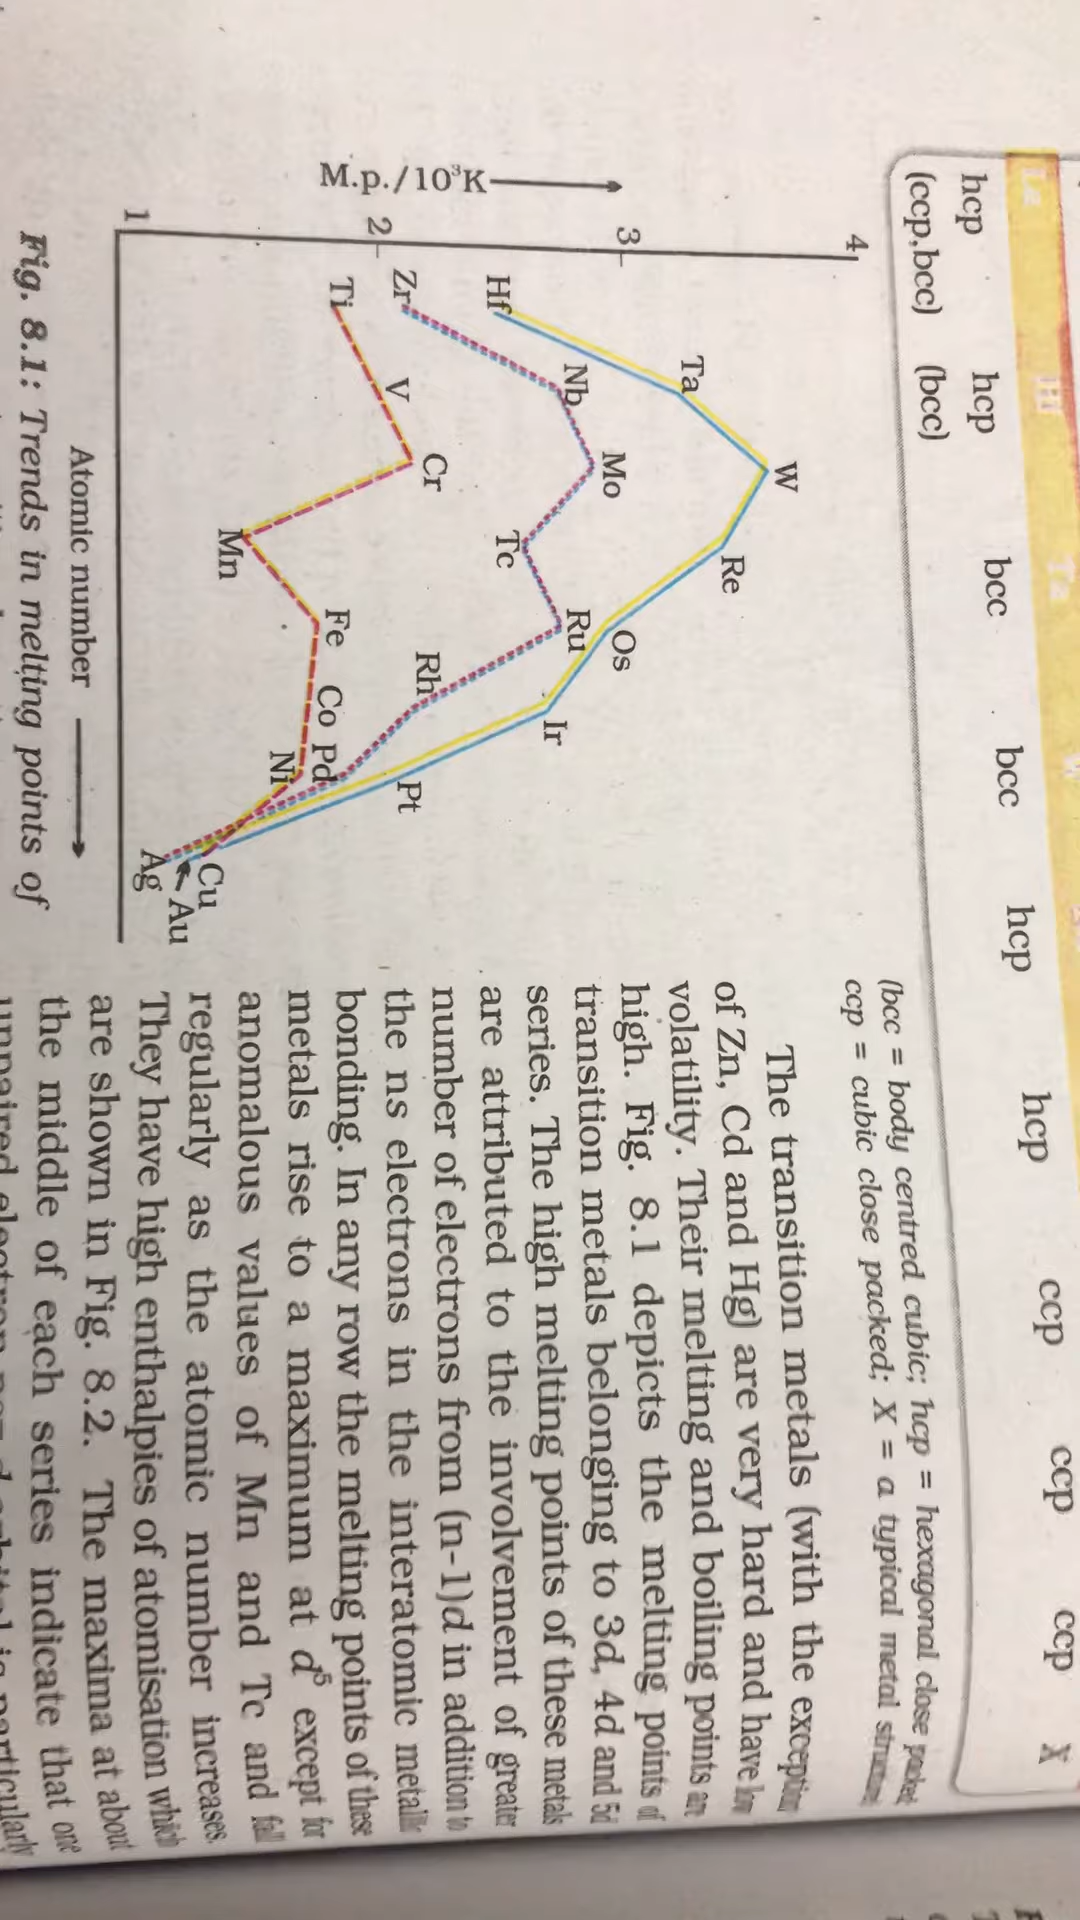 hcp hcp bcc bcc hcp hcp ccp ccp ccp X
(ccp,bcc) (bcc)
(bcc = body centred cubic; hcp = hexagonal close
ccp = cubic close packed; X = a typical metal
4
3
2
1
M.p./10³K
W
Re
Ta
Os
Ir
Hf
Pt
Mo
Nb
Ru
Tc
Zr
Rh
Pd
Cr
V
Ti
Fe
Co
Ni
Mn
Cu
Au
Ag
Atomic number
Fig. 8.1: Trends in melting points of
The transition metals (with the exception
of Zn, Cd and Hg) are very hard and have low
volatility. Their melting and boiling points are
high. Fig. 8.1 depicts the melting points of
transition metals belonging to 3d, 4d and 5d
series. The high melting points of these metals
are attributed to the involvement of greater
number of electrons from (n-1)d in addition to
the ns electrons in the interatomic metallic
bonding. In any row the melting points of these
metals rise to a maximum at d⁵ except for
anomalous values of Mn and Tc and fall
regularly as the atomic number increases.
They have high enthalpies of atomisation which
are shown in Fig. 8.2. The maxima at about
the middle of each series indicate that one